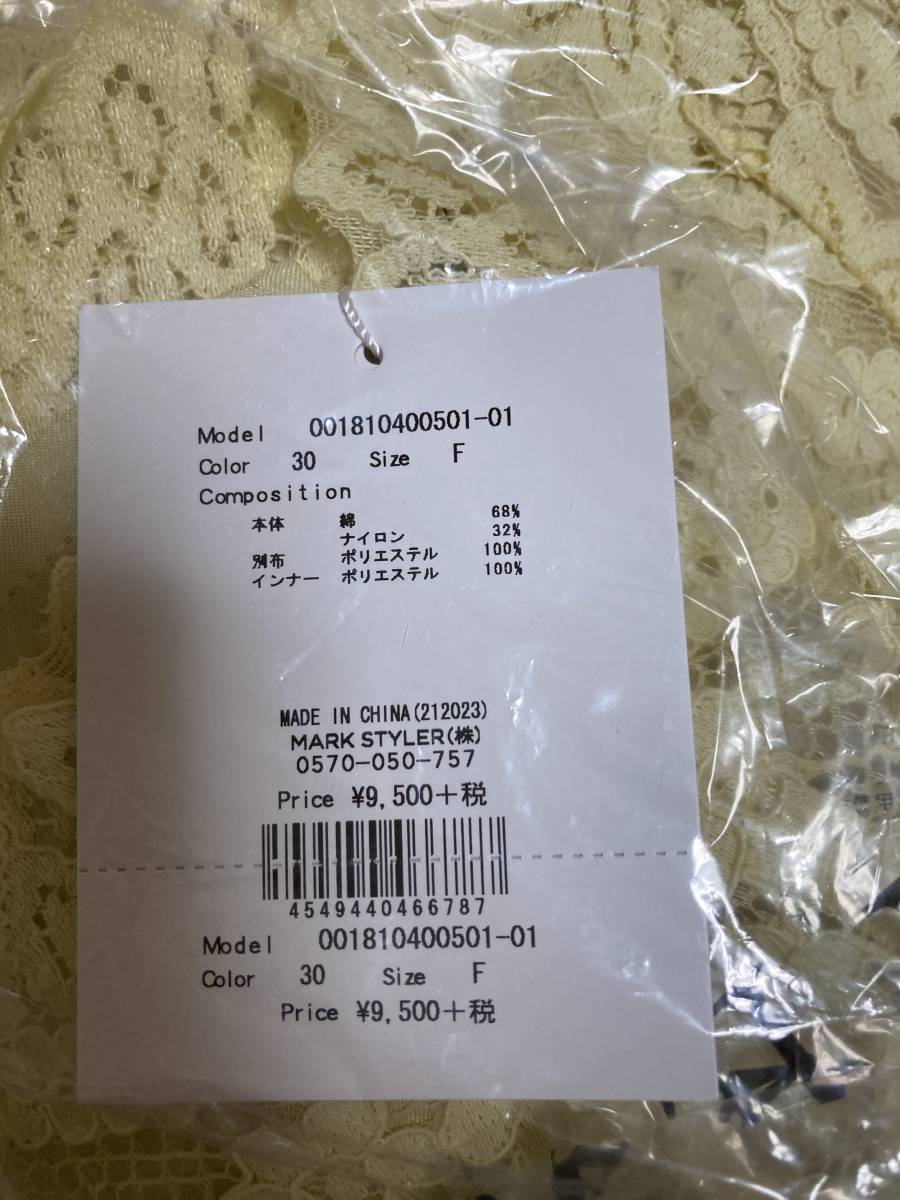 Model 001810400501-01
Color 30 Size F
Composition
本体 綿 68%
ナイロン 32%
別布 ポリエステル 100%
インナー ポリエステル 100%
MADE IN CHINA(212023)
MARK STYLER(株)
0570-050-757
Price ¥9,500+税
4549440466787
Model 001810400501-01
Color 30 Size F
Price ¥9,500+税